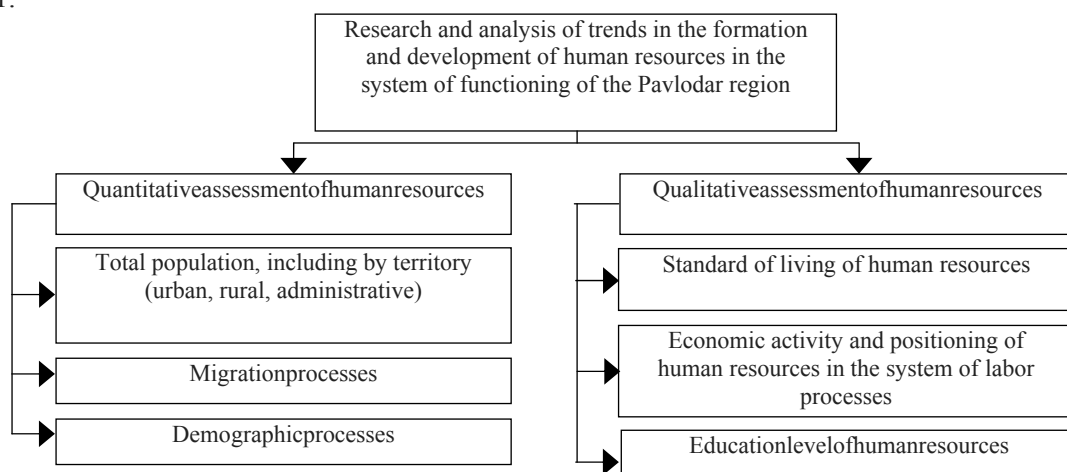 Research and analysis of trends in the formation
and development of human resources in the
system of functioning of the Pavlodar region
Quantitativeassessmentofhumanresources
Total population, including by territory
(urban, rural, administrative)
Migrationprocesses
Demographicprocesses
Qualitativeassessmentofhumanresources
Standard of living of human resources
Economic activity and positioning of
human resources in the system of labor
processes
Educationlevelofhumanresources